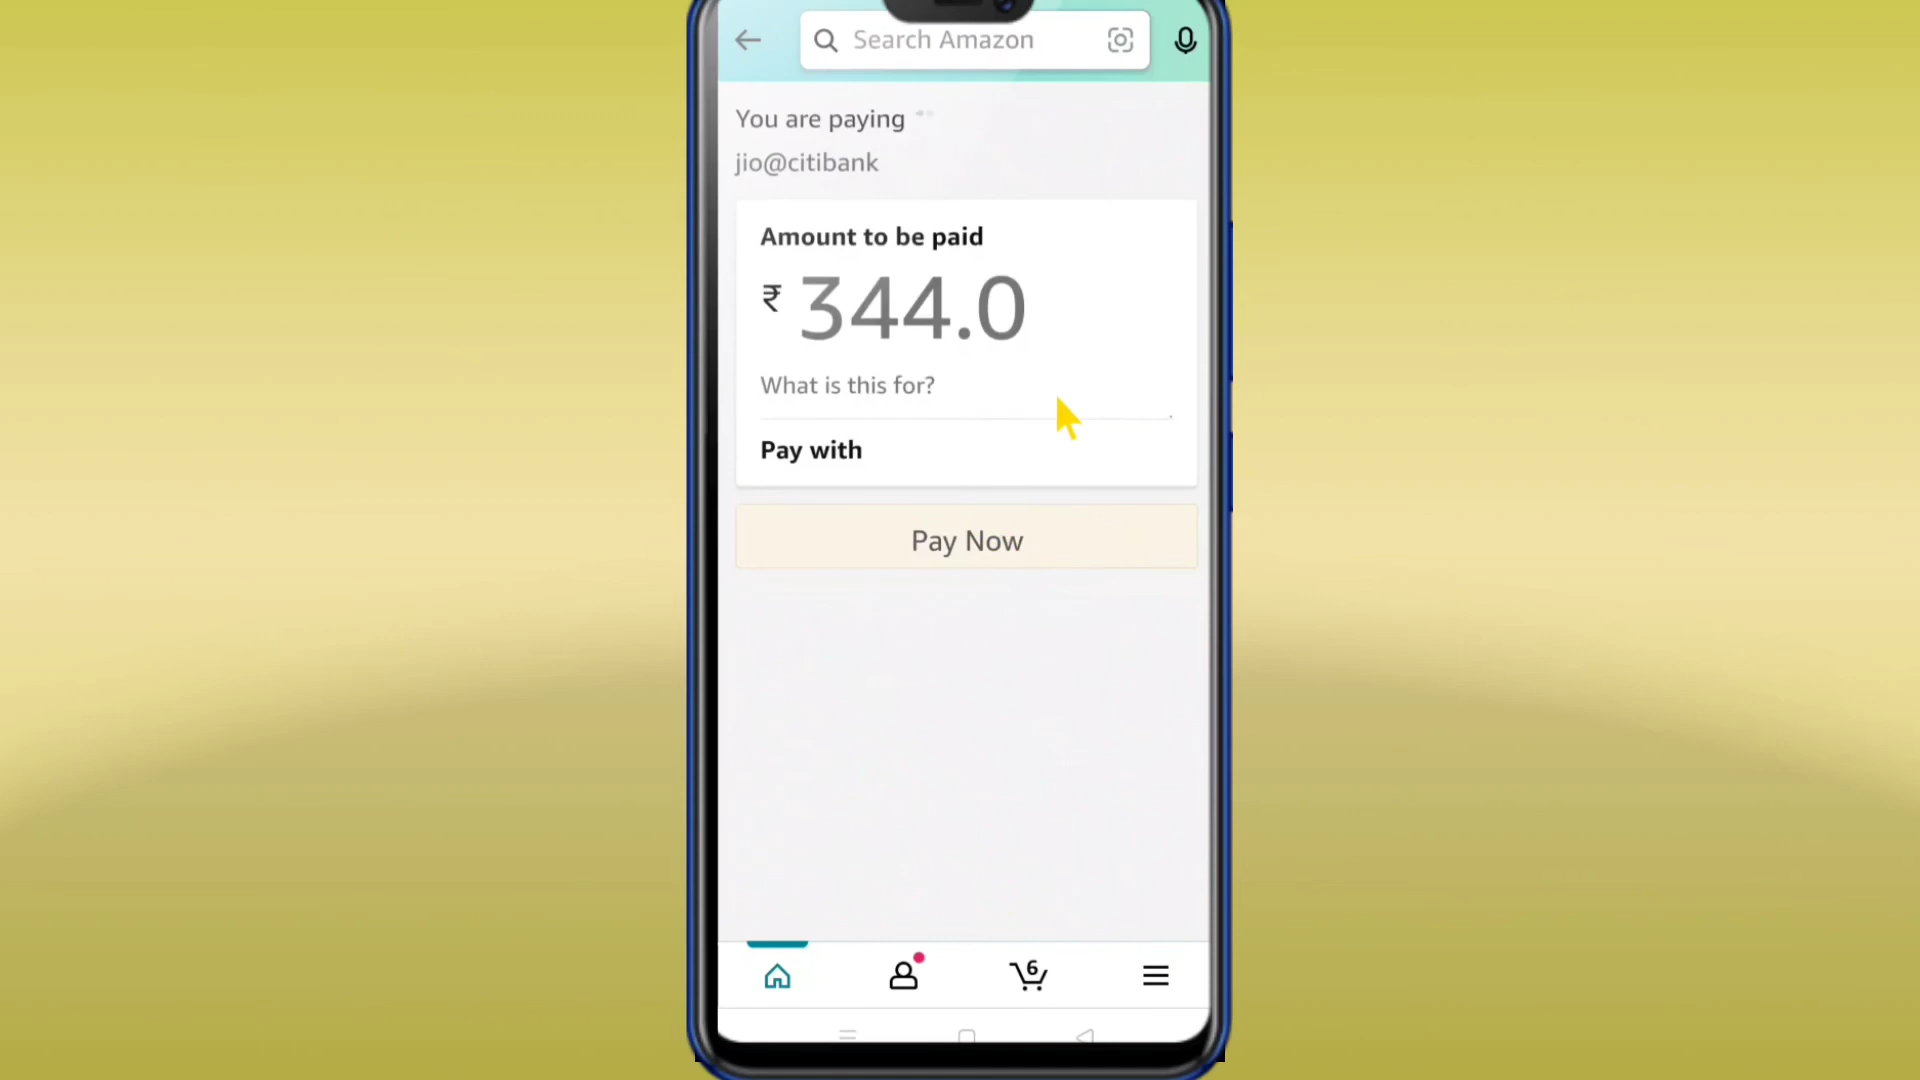 Search Amazon
You are paying
jio@citibank
Amount to be paid
₹ 344.0
What is this for?
Pay with
Pay Now
6